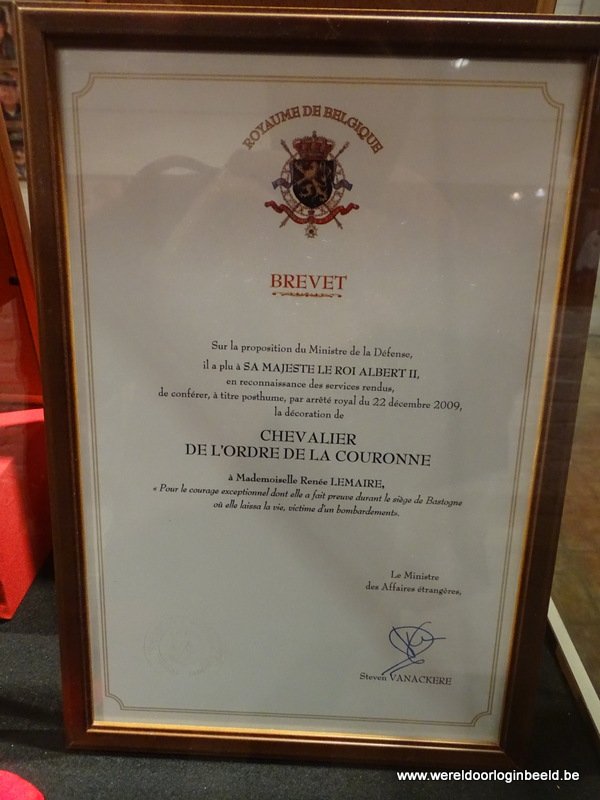 ROYAUME DE BELGIQUE
BREVET
Sur la proposition du Ministre de la Défense,
il a plu à SA MAJESTE LE ROI ALBERT II,
en reconnaissance des services rendus,
de conférer, à titre posthume, par arrêté royal du 22 décembre 2009,
la décoration de
CHEVALIER
DE L'ORDRE DE LA COURONNE
à Mademoiselle Renée LEMAIRE,
« Pour le courage exceptionnel dont elle a fait preuve durant le siège de Bastogne
où elle laissa la vie, victime d'un bombardement».
Le Ministre
des Affaires étrangères,
Steven VANACKERE
www.wereldoorloginbeeld.be